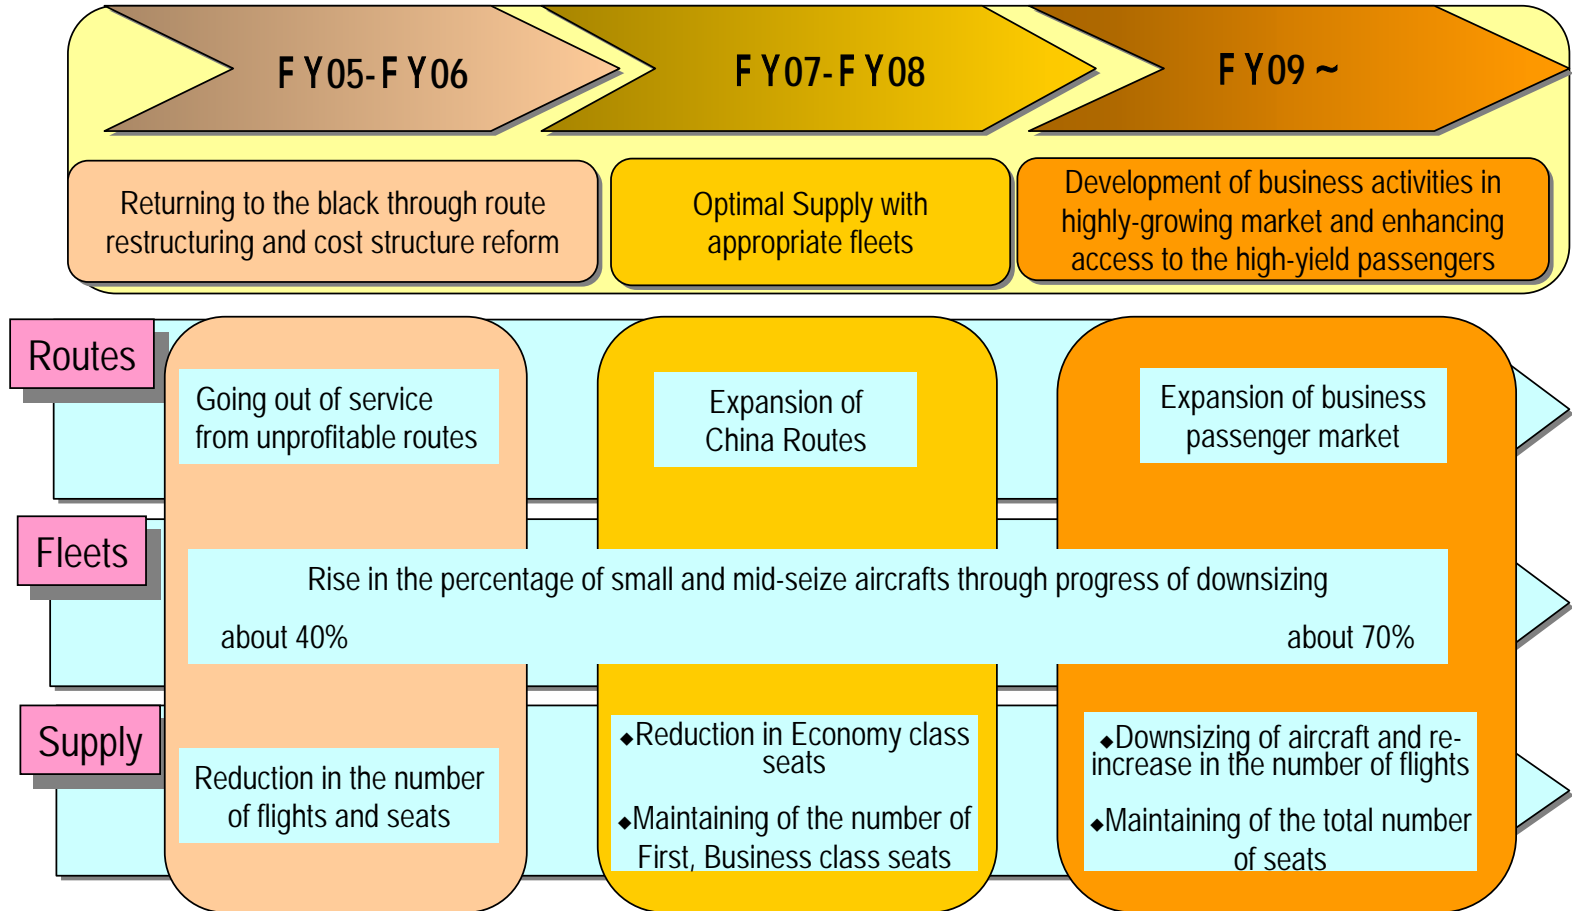 FY05-FY06
FY07-FY08
FY09 ~
Returning to the black through route
restructuring and cost structure reform
Optimal Supply with
appropriate fleets
Development of business activities in
highly-growing market and enhancing
access to the high-yield passengers
Routes
Going out of service
from unprofitable routes
Expansion of
China Routes
Expansion of business
passenger market
Fleets
Rise in the percentage of small and mid-seize aircrafts through progress of downsizing
about 40%
about 70%
Supply
Reduction in the number
of flights and seats
◆Reduction in Economy class
seats
◆Maintaining of the number of
First, Business class seats
◆Downsizing of aircraft and re-
increase in the number of flights
◆Maintaining of the total number
of seats